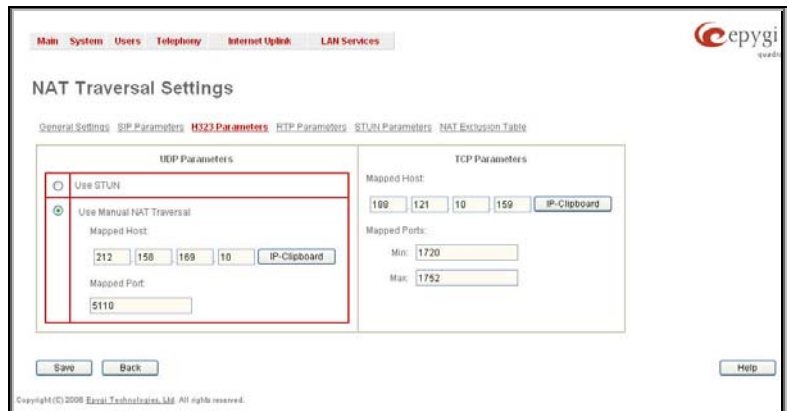 Main System Users Telephony Internet Uplink LAN Services
epygi
quadro
NAT Traversal Settings
General Settings SIP Parameters H323 Parameters RTP Parameters STUN Parameters NAT Exclusion Table
UDP Parameters
Use STUN
Use Manual NAT Traversal
Mapped Host:
212 158 169 10 IP-Clipboard
Mapped Port:
5110
TCP Parameters
Mapped Host:
188 121 10 159 IP-Clipboard
Mapped Ports:
Min: 1720
Max: 1752
Save Back Help
Copyright (C) 2006 Epygi Technologies, Ltd. All rights reserved.